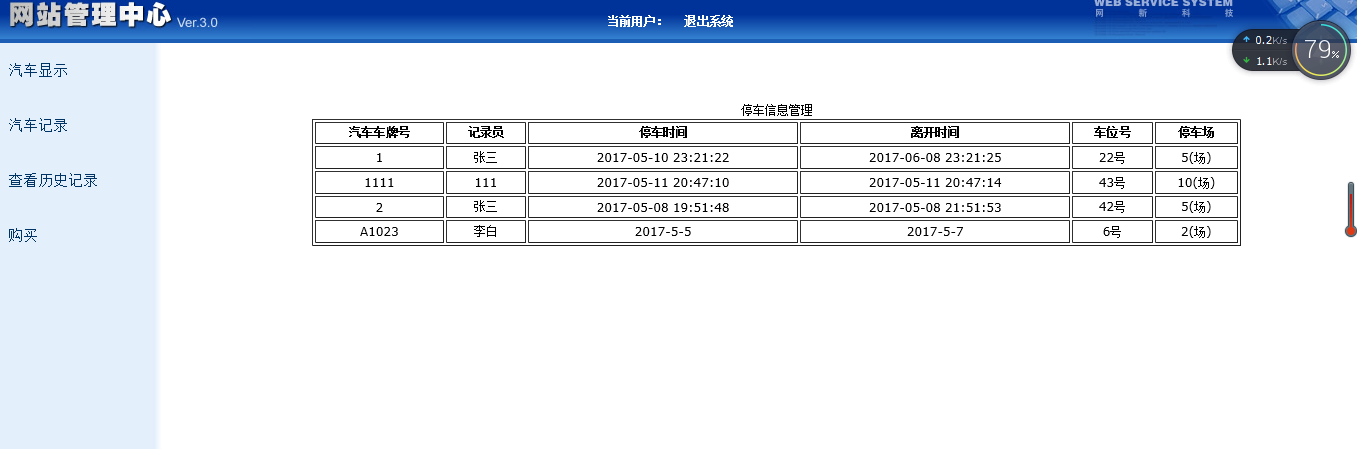 网站管理中心 Ver.3.0
当前用户： 退出系统
WEB SERVICE SYSTEM
网 新 科 技
0.2K/s
1.1K/s
79%
汽车显示
汽车记录
查看历史记录
购买
停车信息管理
汽车车牌号 记录员 停车时间 离开时间 车位号 停车场
1 张三 2017-05-10 23:21:22 2017-06-08 23:21:25 22号 5(场)
1111 111 2017-05-11 20:47:10 2017-05-11 20:47:14 43号 10(场)
2 张三 2017-05-08 19:51:48 2017-05-08 21:51:53 42号 5(场)
A1023 李白 2017-5-5 2017-5-7 6号 2(场)